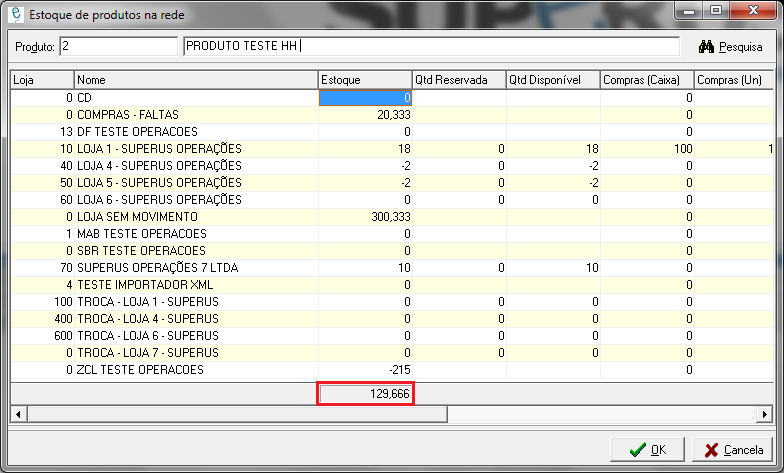 Estoque de produtos na rede
Produto: 2 PRODUTO TESTE HH Pesquisa
Loja Nome Estoque Qtd Reservada Qtd Disponível Compras (Caixa) Compras (Un)
0 CD 0 0
0 COMPRAS - FALTAS 20,333 0
13 DF TESTE OPERACOES 0 0
10 LOJA 1 - SUPERUS OPERAÇÕES 18 0 18 100 1
40 LOJA 4 - SUPERUS OPERAÇÕES -2 0 -2 0
50 LOJA 5 - SUPERUS OPERAÇÕES -2 0 -2 0
60 LOJA 6 - SUPERUS OPERAÇÕES 0 0 0 0
0 LOJA SEM MOVIMENTO 300,333 0
1 MAB TESTE OPERACOES 0 0
0 SBR TESTE OPERACOES 0 0
70 SUPERUS OPERAÇÕES 7 LTDA 10 0 10 0
4 TESTE IMPORTADOR XML 0 0
100 TROCA - LOJA 1 - SUPERUS 0 0 0 0
400 TROCA - LOJA 4 - SUPERUS 0 0 0 0
600 TROCA - LOJA 6 - SUPERUS 0 0 0 0
0 TROCA - LOJA 7 - SUPERUS 0 0 0 0
0 ZCL TESTE OPERACOES -215 0
129,666
OK Cancela